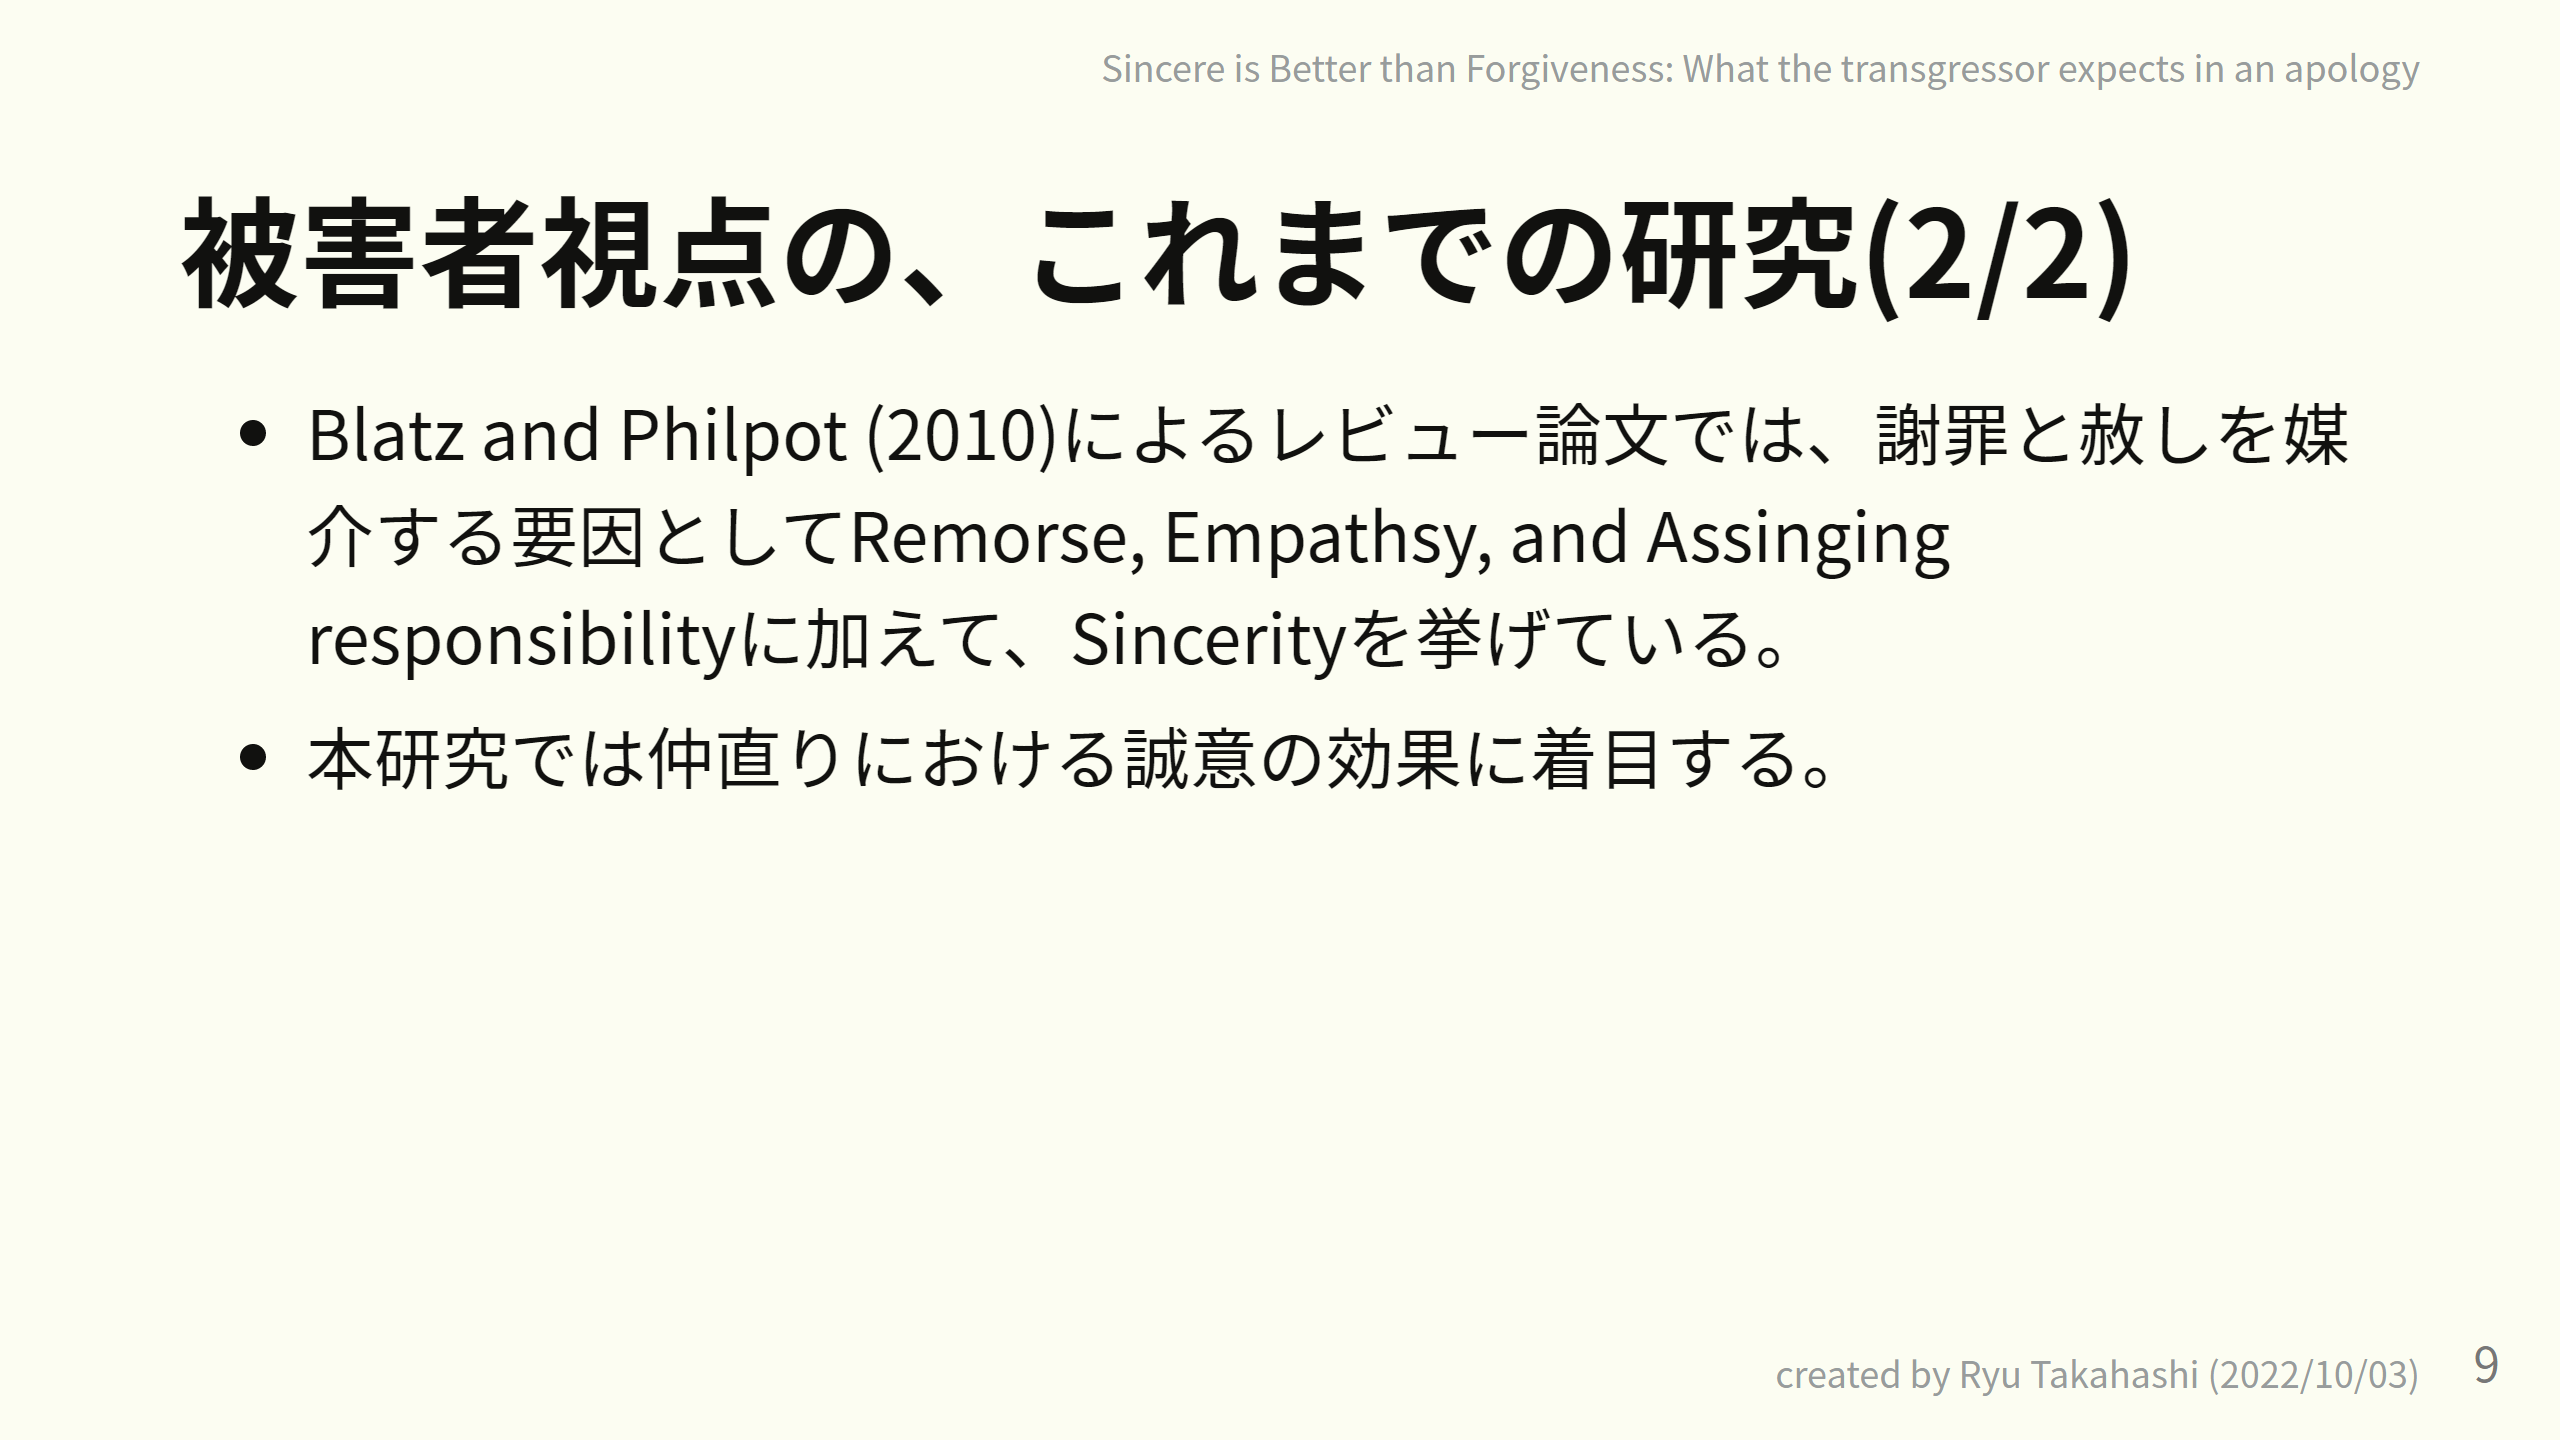 Sincere is Better than Forgiveness: What the transgressor expects in an apology
被害者視点の、これまでの研究(2/2)
• Blatz and Philpot (2010)によるレビュー論文では、謝罪と赦しを媒
介する要因としてRemorse, Empathsy, and Assinging
responsibilityに加えて、Sincerityを挙げている。
• 本研究では仲直りにおける誠意の効果に着目する。
created by Ryu Takahashi (2022/10/03)
9